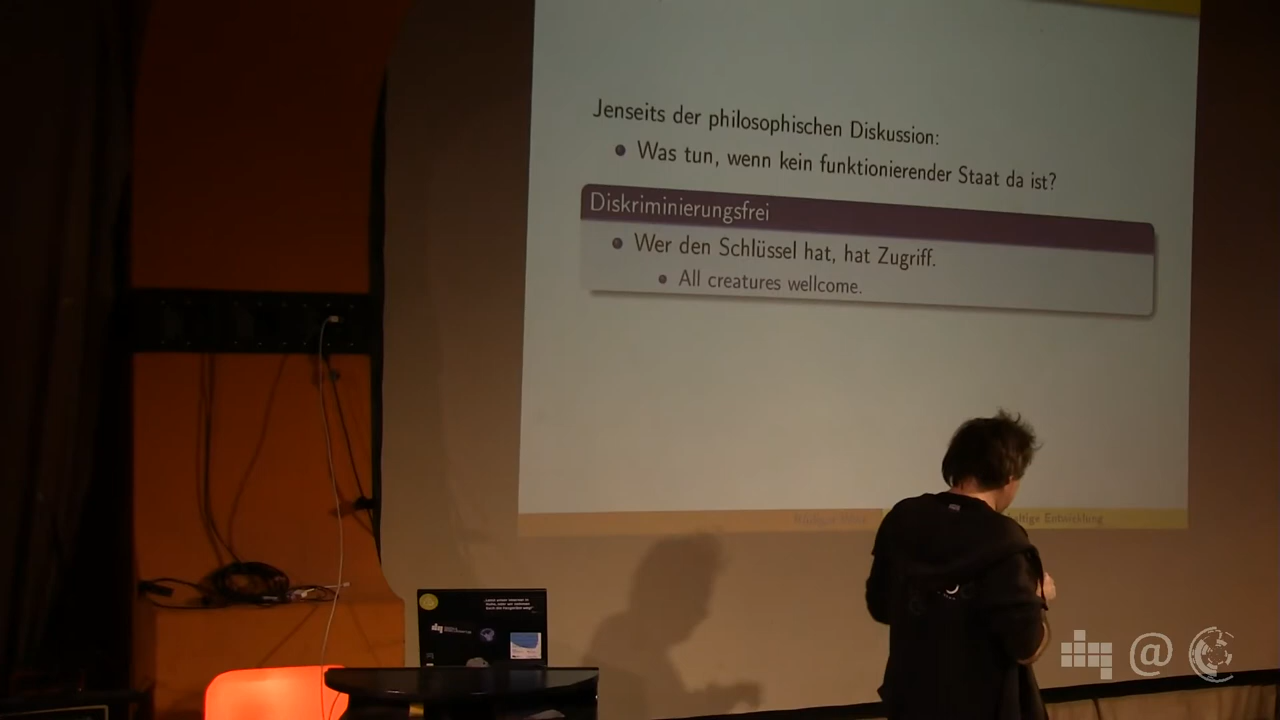 Jenseits der philosophischen Diskussion:
Was tun, wenn kein funktionierender Staat da ist?
Diskriminierungsfrei
Wer den Schlüssel hat, hat Zugriff.
All creatures wellcome.
Entwicklung
@